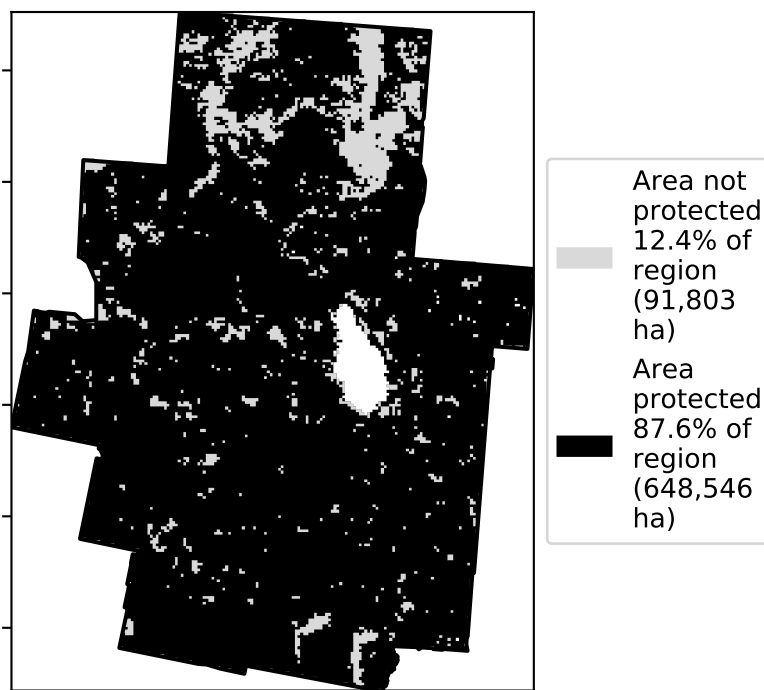 Area not
protected
12.4% of
region
(91,803
ha)
Area
protected
87.6% of
region
(648,546
ha)